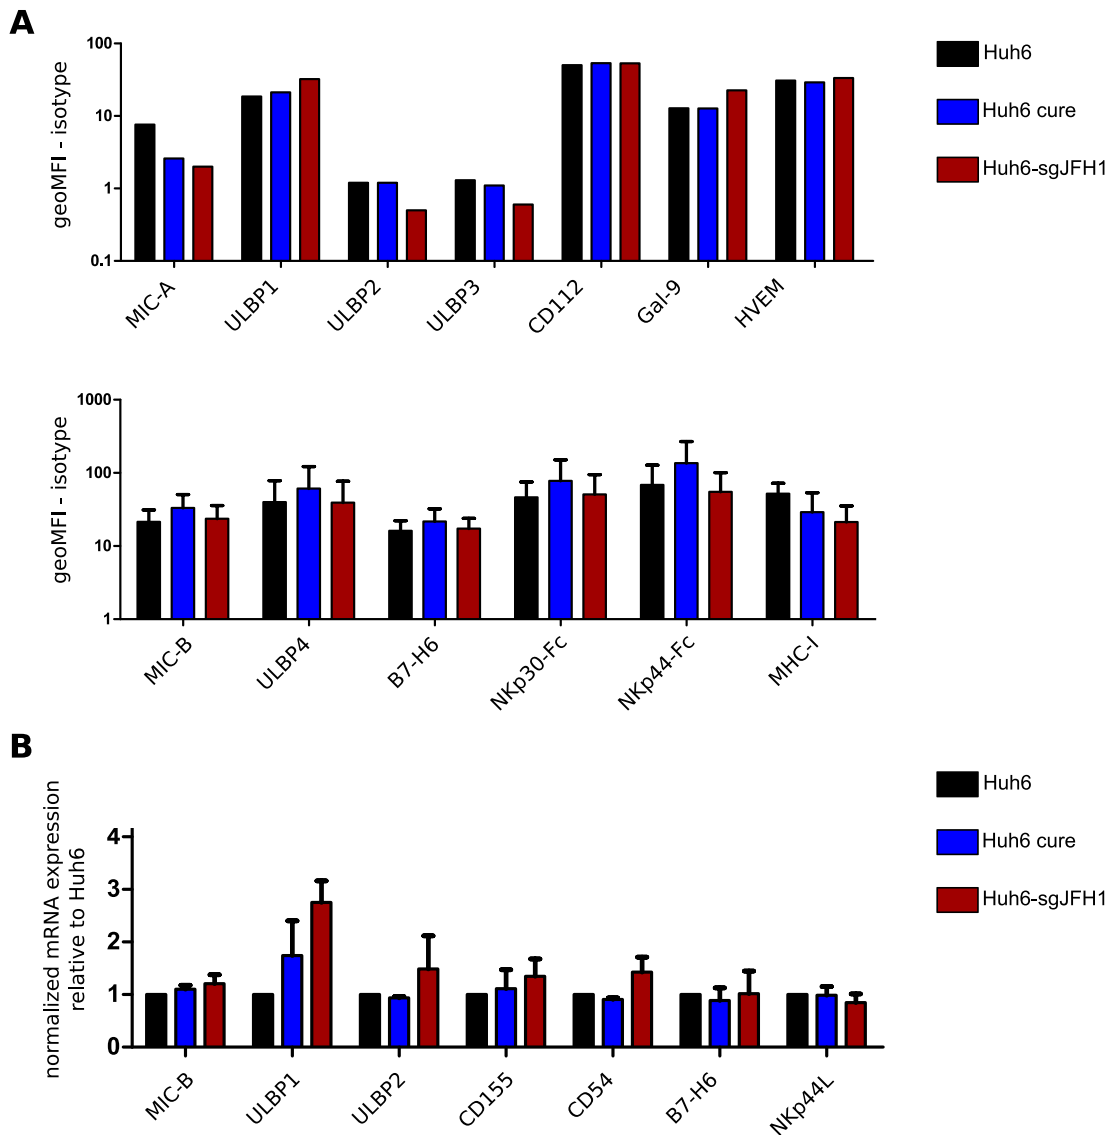 A
geoMFI - isotype
100
10
1
0.1
MIC-A
ULBP1
ULBP2
ULBP3
CD112
Gal-9
HVEM
Huh6
Huh6 cure
Huh6-sgJFH1
geoMFI - isotype
1000
100
10
1
MIC-B
ULBP4
B7-H6
NKp30-Fc
NKp44-Fc
MHC-I
B
normalized mRNA expression
relative to Huh6
4
3
2
1
0
MIC-B
ULBP1
ULBP2
CD155
CD54
B7-H6
NKp44L
Huh6
Huh6 cure
Huh6-sgJFH1